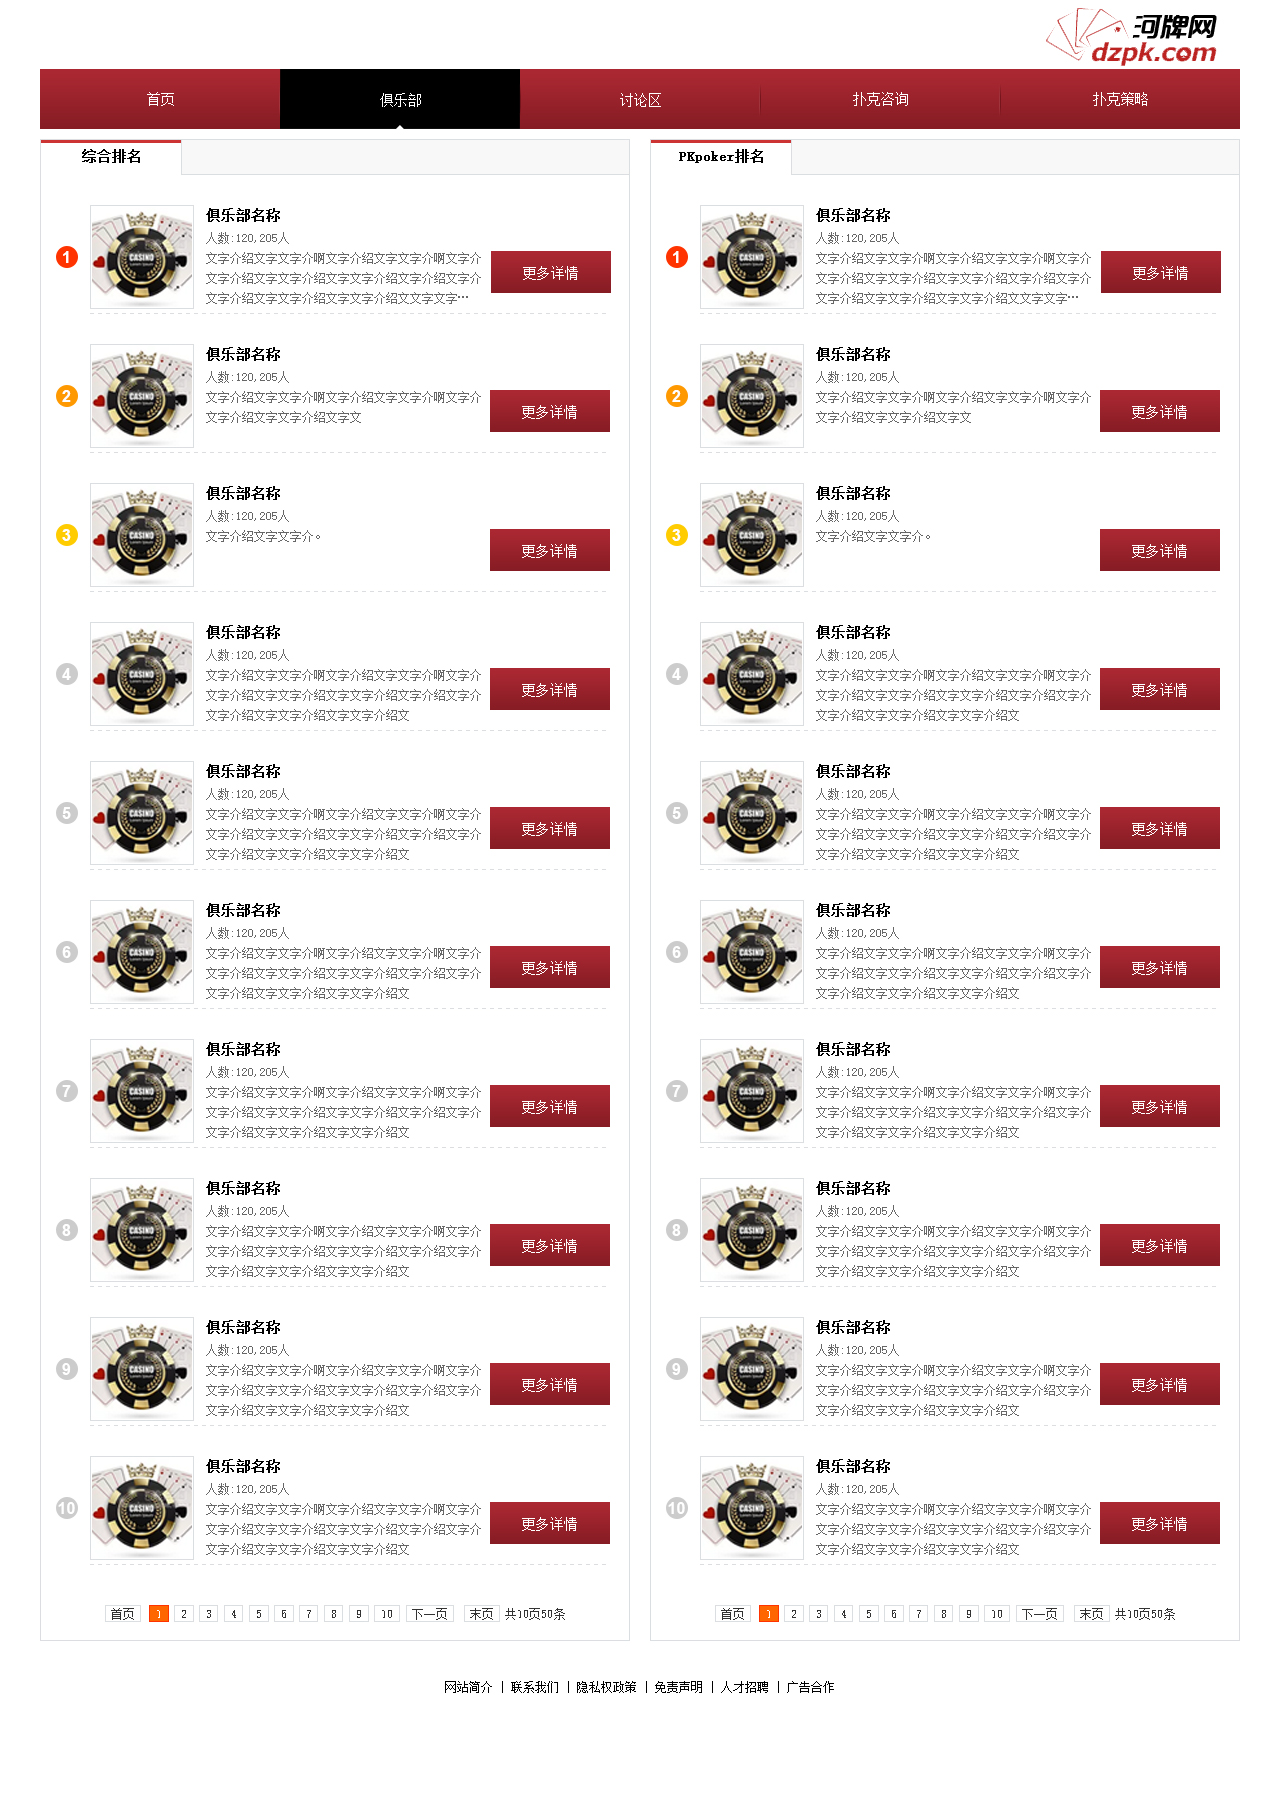 河牌网
dzpk.com
首页
俱乐部
讨论区
扑克咨询
扑克策略
综合排名
1
俱乐部名称
人数:120,205人
文字介绍文字文字介啊文字介绍文字文字介啊文字介
文字介绍文字文字介绍文字文字介绍文字介绍文字介
文字介绍文字文字介绍文字文字介绍文文字文字…
更多详情
2
俱乐部名称
人数:120,205人
文字介绍文字文字介啊文字介绍文字文字介啊文字介
文字介绍文字文字介绍文字文
更多详情
3
俱乐部名称
人数:120,205人
文字介绍文字文字介。
更多详情
4
俱乐部名称
人数:120,205人
文字介绍文字文字介啊文字介绍文字文字介啊文字介
文字介绍文字文字介绍文字文字介绍文字介绍文字介
文字介绍文字文字介绍文字文字介绍文
更多详情
5
俱乐部名称
人数:120,205人
文字介绍文字文字介啊文字介绍文字文字介啊文字介
文字介绍文字文字介绍文字文字介绍文字介绍文字介
文字介绍文字文字介绍文字文字介绍文
更多详情
6
俱乐部名称
人数:120,205人
文字介绍文字文字介啊文字介绍文字文字介啊文字介
文字介绍文字文字介绍文字文字介绍文字介绍文字介
文字介绍文字文字介绍文字文字介绍文
更多详情
7
俱乐部名称
人数:120,205人
文字介绍文字文字介啊文字介绍文字文字介啊文字介
文字介绍文字文字介绍文字文字介绍文字介绍文字介
文字介绍文字文字介绍文字文字介绍文
更多详情
8
俱乐部名称
人数:120,205人
文字介绍文字文字介啊文字介绍文字文字介啊文字介
文字介绍文字文字介绍文字文字介绍文字介绍文字介
文字介绍文字文字介绍文字文字介绍文
更多详情
9
俱乐部名称
人数:120,205人
文字介绍文字文字介啊文字介绍文字文字介啊文字介
文字介绍文字文字介绍文字文字介绍文字介绍文字介
文字介绍文字文字介绍文字文字介绍文
更多详情
10
俱乐部名称
人数:120,205人
文字介绍文字文字介啊文字介绍文字文字介啊文字介
文字介绍文字文字介绍文字文字介绍文字介绍文字介
文字介绍文字文字介绍文字文字介绍文
更多详情
首页 1 2 3 4 5 6 7 8 9 10 下一页 末页 共10页50条
PKpoker排名
1
俱乐部名称
人数:120,205人
文字介绍文字文字介啊文字介绍文字文字介啊文字介
文字介绍文字文字介绍文字文字介绍文字介绍文字介
文字介绍文字文字介绍文字文字介绍文文字文字…
更多详情
2
俱乐部名称
人数:120,205人
文字介绍文字文字介啊文字介绍文字文字介啊文字介
文字介绍文字文字介绍文字文
更多详情
3
俱乐部名称
人数:120,205人
文字介绍文字文字介。
更多详情
4
俱乐部名称
人数:120,205人
文字介绍文字文字介啊文字介绍文字文字介啊文字介
文字介绍文字文字介绍文字文字介绍文字介绍文字介
文字介绍文字文字介绍文字文字介绍文
更多详情
5
俱乐部名称
人数:120,205人
文字介绍文字文字介啊文字介绍文字文字介啊文字介
文字介绍文字文字介绍文字文字介绍文字介绍文字介
文字介绍文字文字介绍文字文字介绍文
更多详情
6
俱乐部名称
人数:120,205人
文字介绍文字文字介啊文字介绍文字文字介啊文字介
文字介绍文字文字介绍文字文字介绍文字介绍文字介
文字介绍文字文字介绍文字文字介绍文
更多详情
7
俱乐部名称
人数:120,205人
文字介绍文字文字介啊文字介绍文字文字介啊文字介
文字介绍文字文字介绍文字文字介绍文字介绍文字介
文字介绍文字文字介绍文字文字介绍文
更多详情
8
俱乐部名称
人数:120,205人
文字介绍文字文字介啊文字介绍文字文字介啊文字介
文字介绍文字文字介绍文字文字介绍文字介绍文字介
文字介绍文字文字介绍文字文字介绍文
更多详情
9
俱乐部名称
人数:120,205人
文字介绍文字文字介啊文字介绍文字文字介啊文字介
文字介绍文字文字介绍文字文字介绍文字介绍文字介
文字介绍文字文字介绍文字文字介绍文
更多详情
10
俱乐部名称
人数:120,205人
文字介绍文字文字介啊文字介绍文字文字介啊文字介
文字介绍文字文字介绍文字文字介绍文字介绍文字介
文字介绍文字文字介绍文字文字介绍文
更多详情
首页 1 2 3 4 5 6 7 8 9 10 下一页 末页 共10页50条
网站简介 | 联系我们 | 隐私权政策 | 免责声明 | 人才招聘 | 广告合作